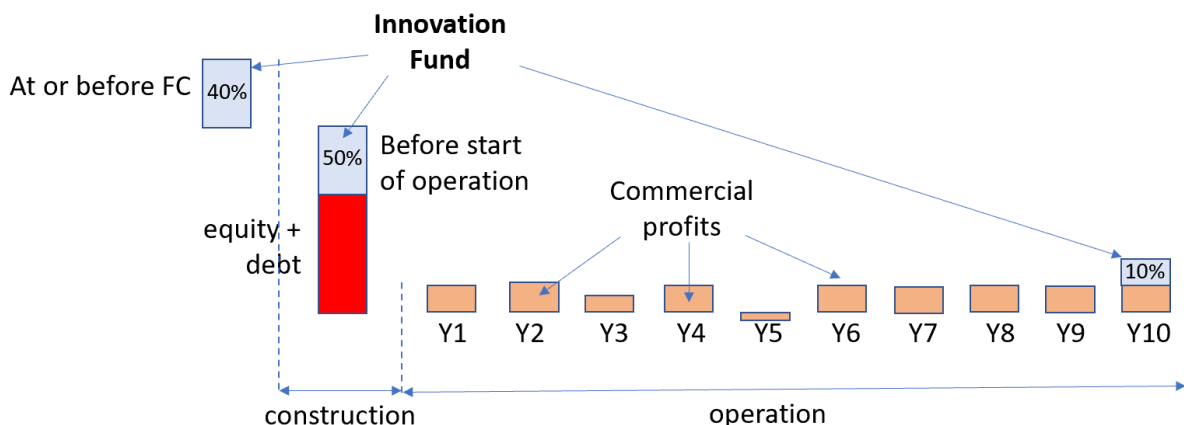 Innovation
Fund
At or before FC
40%
50%
Before start
of operation
equity +
debt
Commercial
profits
10%
Y1 Y2 Y3 Y4 Y5 Y6 Y7 Y8 Y9 Y10
construction
operation